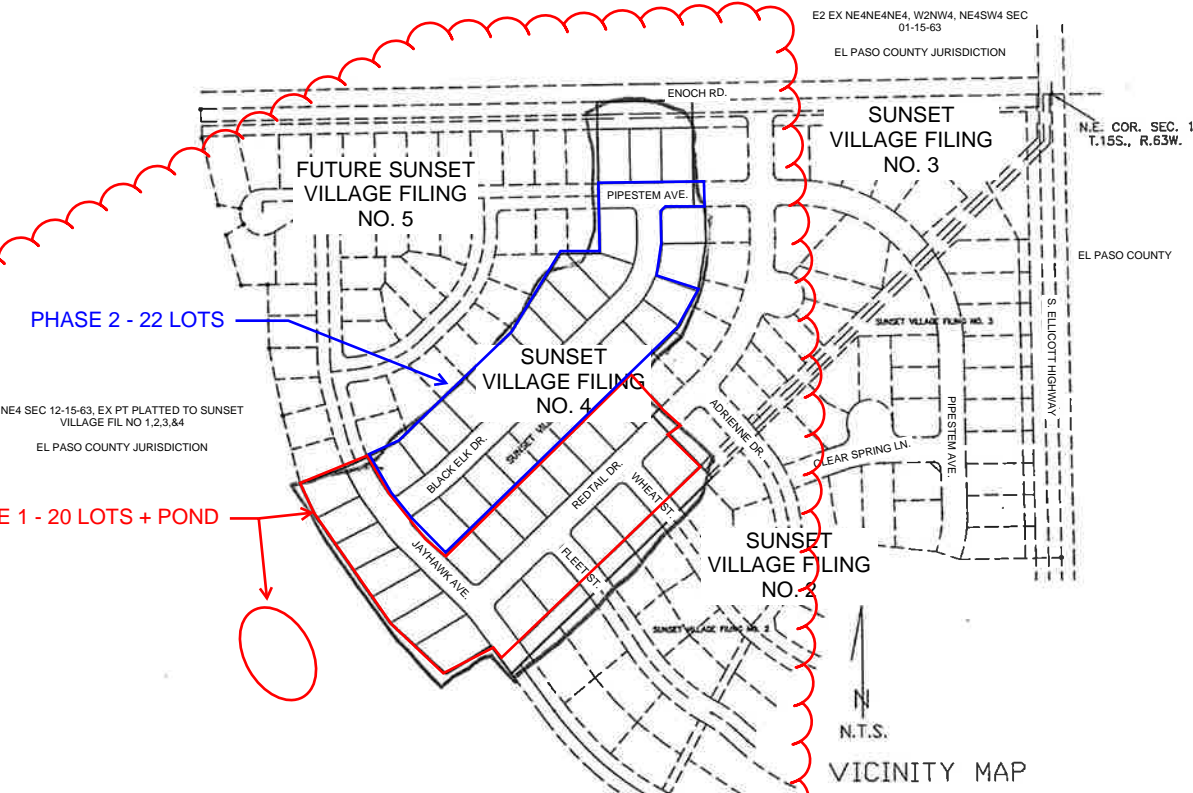 E2 EX NE4NE4NE4, W2NW4, NE4SW4 SEC
01-15-63
EL PASO COUNTY JURISDICTION
ENOCH RD.
SUNSET
VILLAGE FILING
NO. 3
N.E. COR. SEC. 1
T.15S., R.63W.
FUTURE SUNSET
VILLAGE FILING
NO. 5
PIPESTEM AVE.
EL PASO COUNTY
PHASE 2 - 22 LOTS
S. ELLICOTT HIGHWAY
SUNSET VILLAGE FILING NO. 3
SUNSET
VILLAGE FILING
NO. 4
NE4 SEC 12-15-63, EX PT PLATTED TO SUNSET
VILLAGE FIL NO 1,2,3,&4
EL PASO COUNTY JURISDICTION
BLACK ELK DR.
SUNSET
ADRIENNE DR.
PIPESTEM AVE.
CLEAR SPRING LN.
REDTAIL DR.
WHEAT ST.
E 1 - 20 LOTS + POND
JAYHAWK AVE.
FLEET ST.
SUNSET
VILLAGE FILING
NO. 2
SUNSET VILLAGE FILING NO. 2
N
N.T.S.
VICINITY MAP